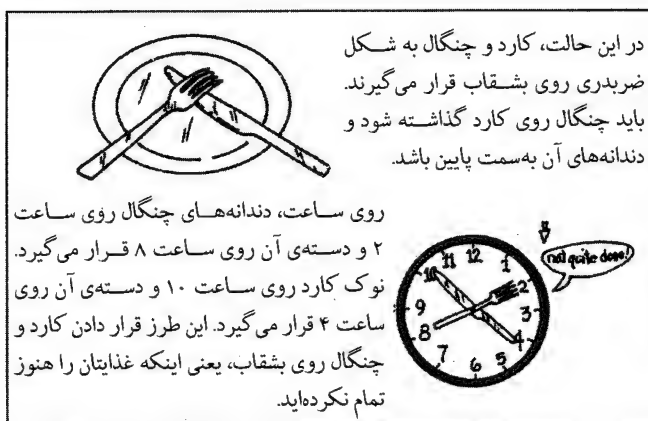 در این حالت، کارد و چنگال به شکل
ضربدری روی بشقاب قرار می‌گیرند.
باید چنگال روی کارد گذاشته شود و
دندانه‌های آن به‌سمت پایین باشد.
روی ساعت، دندانه‌های چنگال روی ساعت
۲ و دسته‌ی آن روی ساعت ۸ قرار می‌گیرد.
نوک کارد روی ساعت ۱۰ و دسته‌ی آن روی
ساعت ۴ قرار می‌گیرد. این طرز قرار دادن کارد و
چنگال روی بشقاب، یعنی اینکه غذایتان را هنوز
تمام نکرده‌اید.
not quite done!
12
1
2
3
4
5
6
7
8
9
10
11